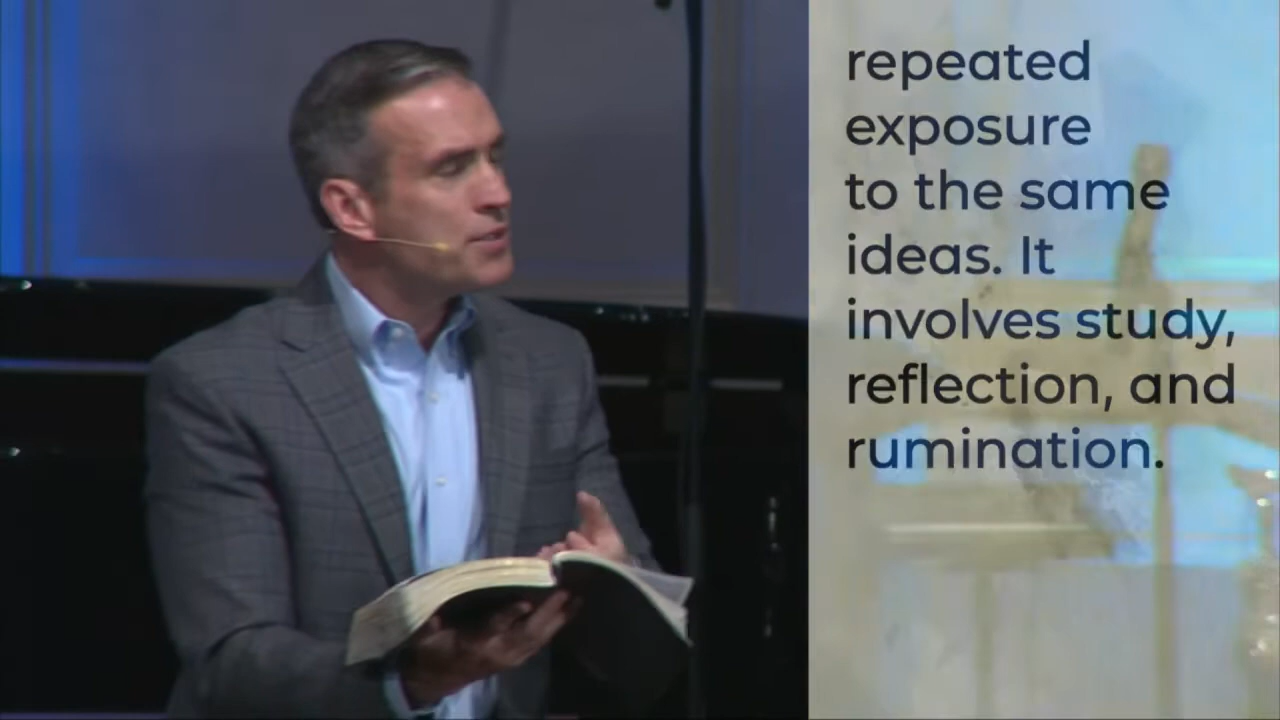 repeated
exposure
to the same
ideas. It
involves study,
reflection, and
rumination.